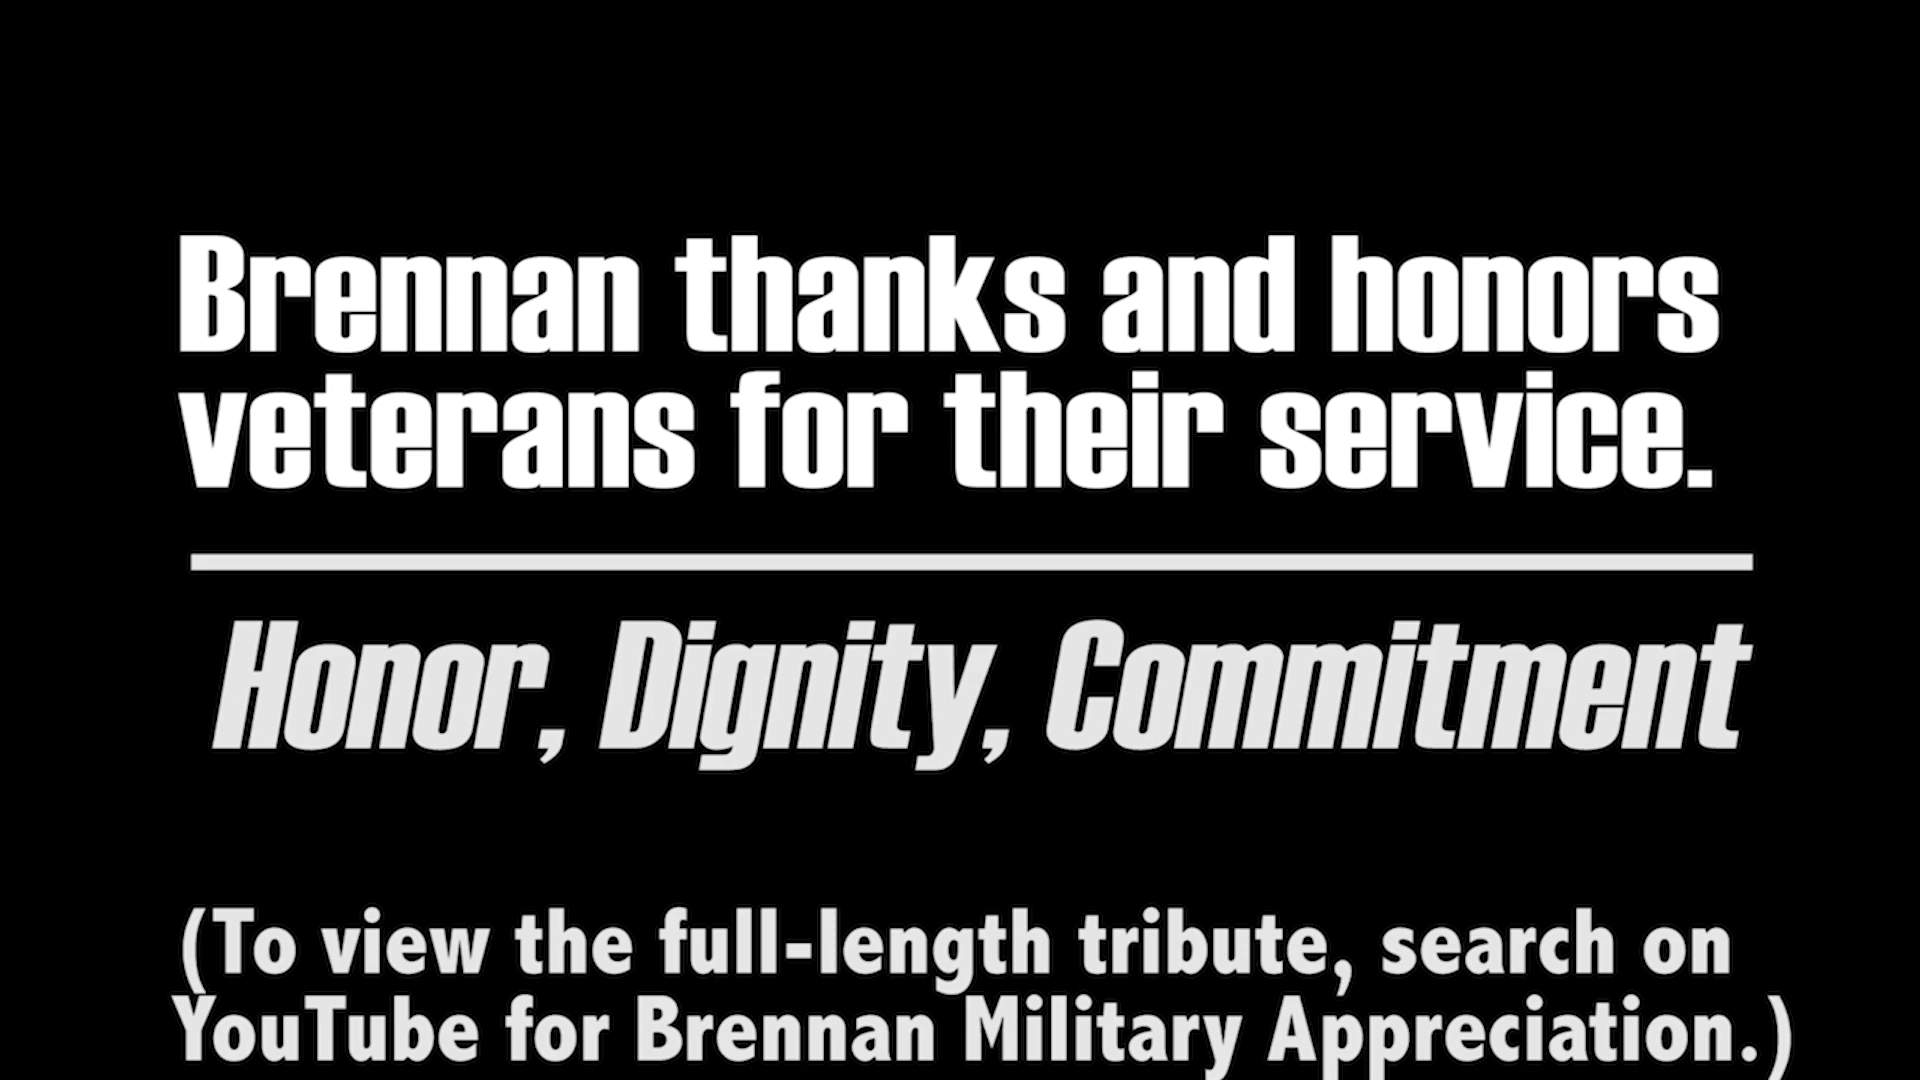 Brennan thanks and honors
veterans for their service.
Honor, Dignity, Commitment
(To view the full-length tribute, search on
YouTube for Brennan Military Appreciation.)